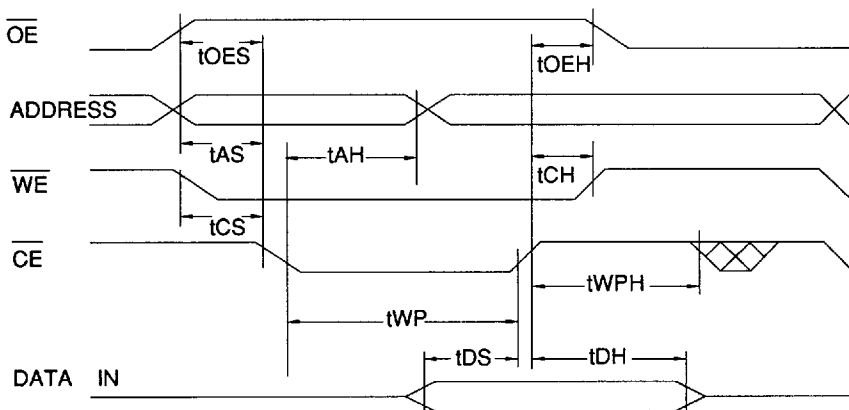 OE
tOES
tOEH
ADDRESS
tAS
tAH
WE
tCH
tCS
CE
tWPH
tWP
tDS
tDH
DATA IN